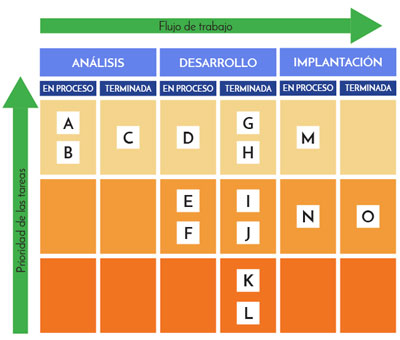 Flujo de trabajo
Prioridad de las tareas
ANÁLISIS DESARROLLO IMPLANTACIÓN
EN PROCESO TERMINADA EN PROCESO TERMINADA EN PROCESO TERMINADA
A C D G M
B H
E I N O
F J
K
L